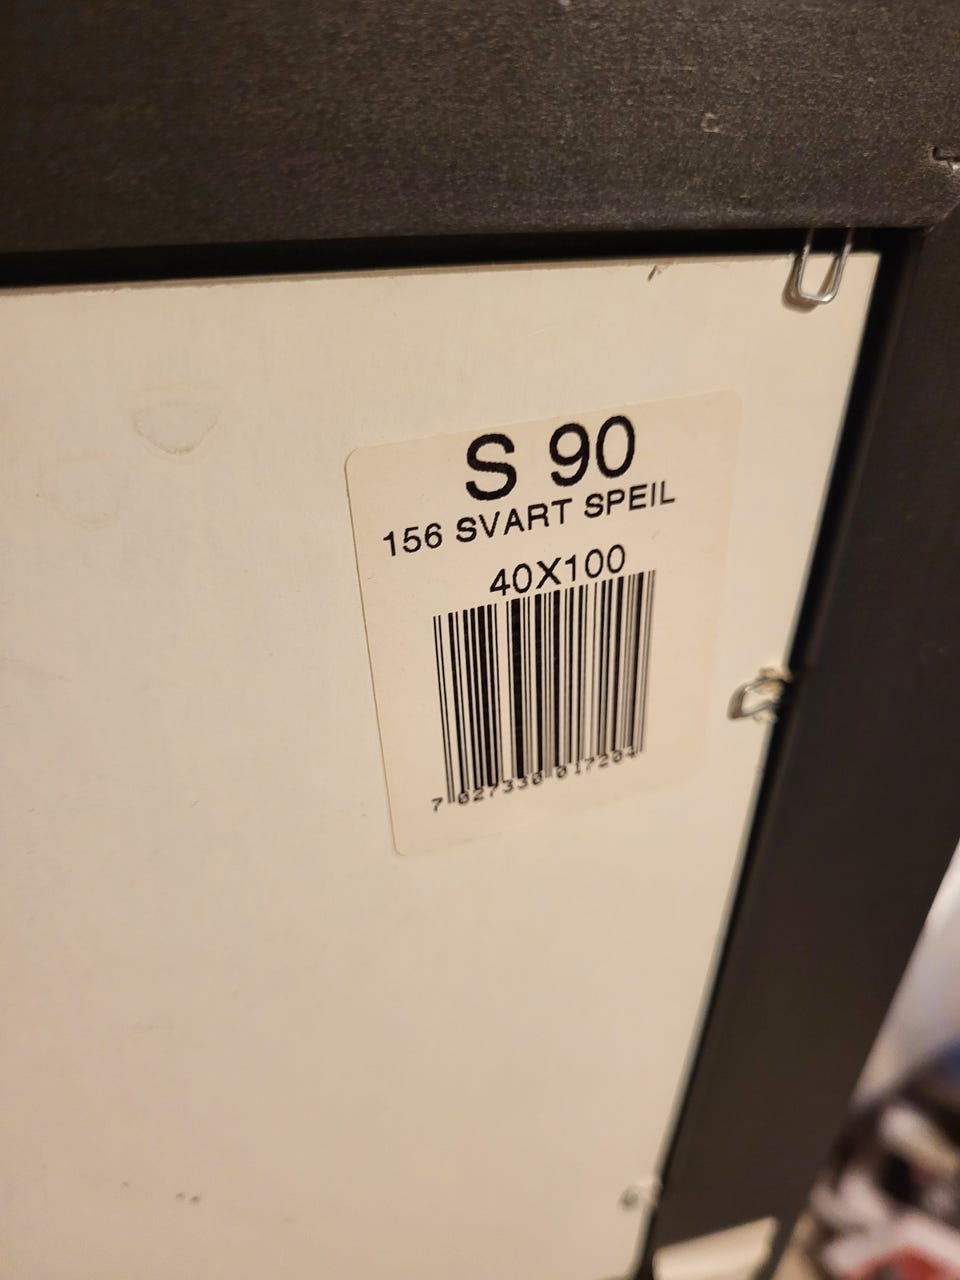 S 90
156 SVART SPEIL
40X100
7 027330 017204